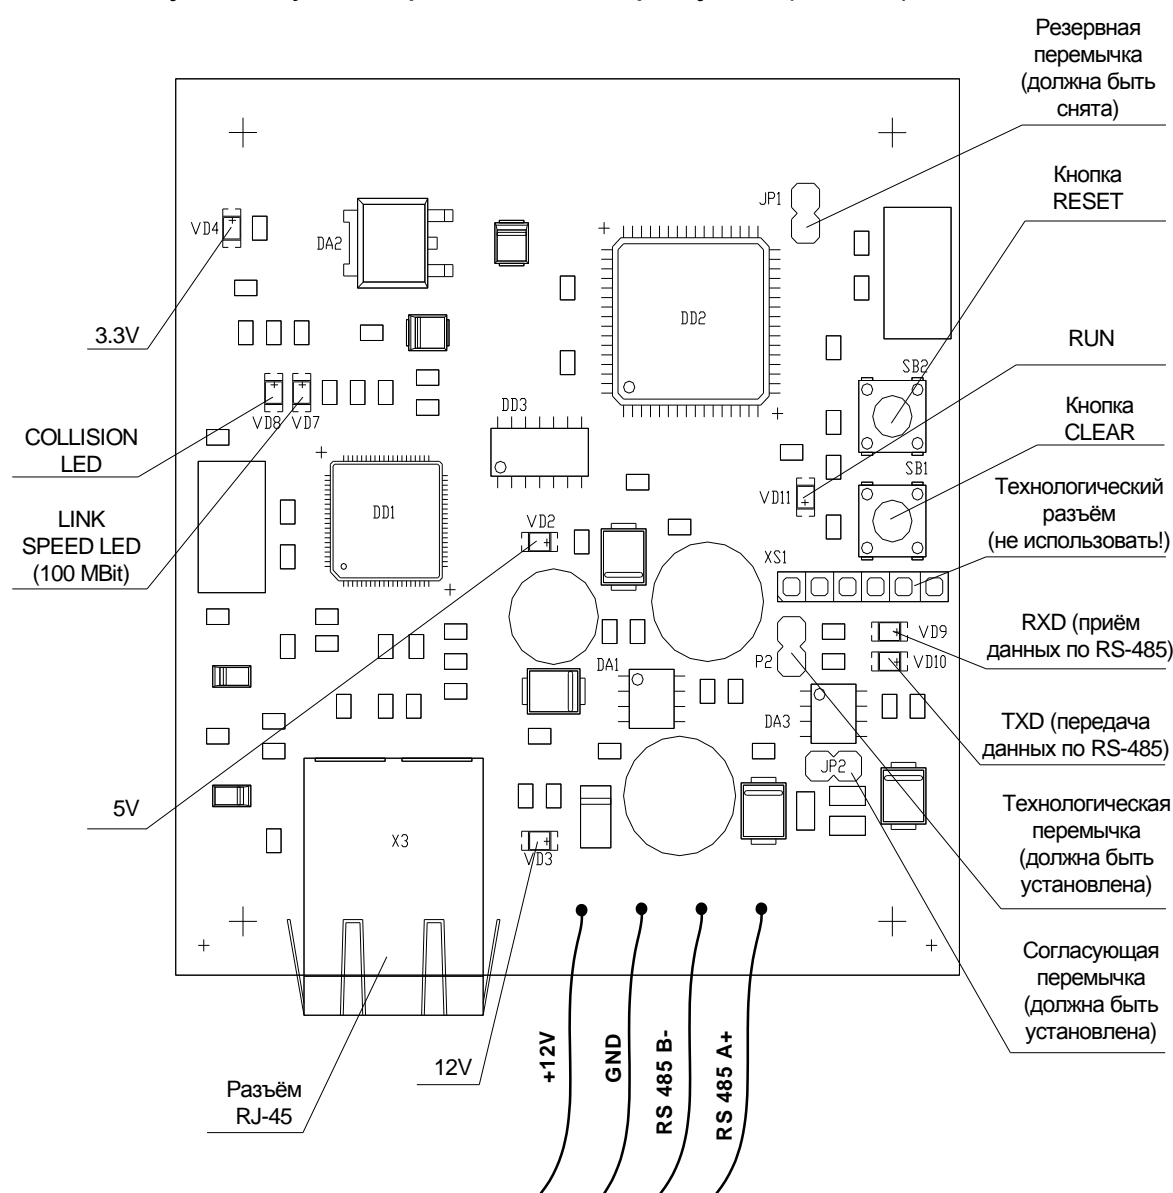 Резервная
перемычка
(должна быть
снята)
Кнопка
RESET
JP1
VD4
DA2
DD2
3.3V
RUN
SB2
VD8 VD7
DD3
Кнопка
CLEAR
COLLISION
LED
SB1
VD11
Технологический
разъём
(не использовать!)
LINK
SPEED LED
(100 MBit)
DD1
VD2
XS1
RXD (приём
данных по RS-485)
VD9
P2
DA1
VD10
DA3
TXD (передача
данных по RS-485)
JP2
5V
Технологическая
перемычка
(должна быть
установлена)
X3
VD3
Согласующая
перемычка
(должна быть
установлена)
+12V
GND
RS 485 B-
RS 485 A+
12V
Разъём
RJ-45